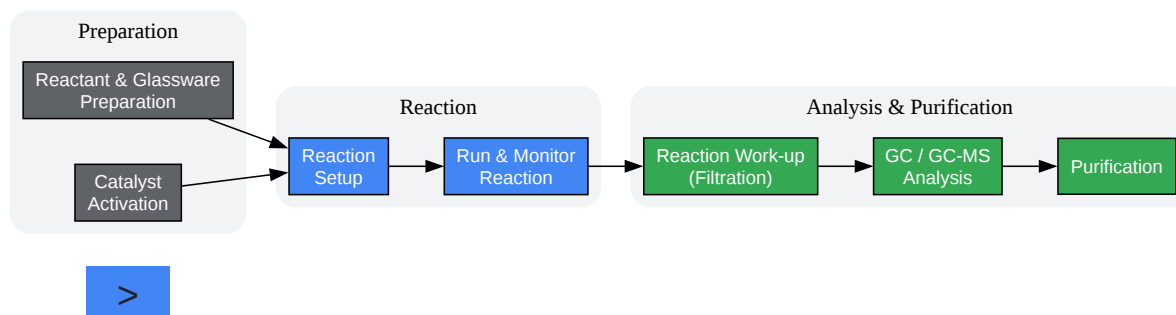 Preparation
Reactant & Glassware
Preparation
Catalyst
Activation
Reaction
Reaction
Setup
Run & Monitor
Reaction
Analysis & Purification
Reaction Work-up
(Filtration)
GC / GC-MS
Analysis
Purification
>